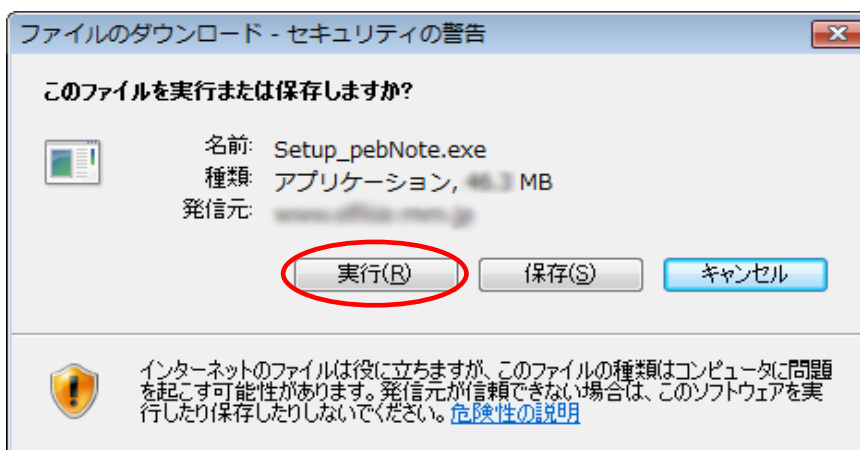 ファイルのダウンロード - セキュリティの警告
このファイルを実行または保存しますか?
名前: Setup_pebNote.exe
種類: アプリケーション, MB
発信元:
実行(R) 保存(S) キャンセル
インターネットのファイルは役に立ちますが、このファイルの種類はコンピュータに問題
を起こす可能性があります。発信元が信頼できない場合は、このソフトウェアを実
行したり保存したりしないでください。危険性の説明